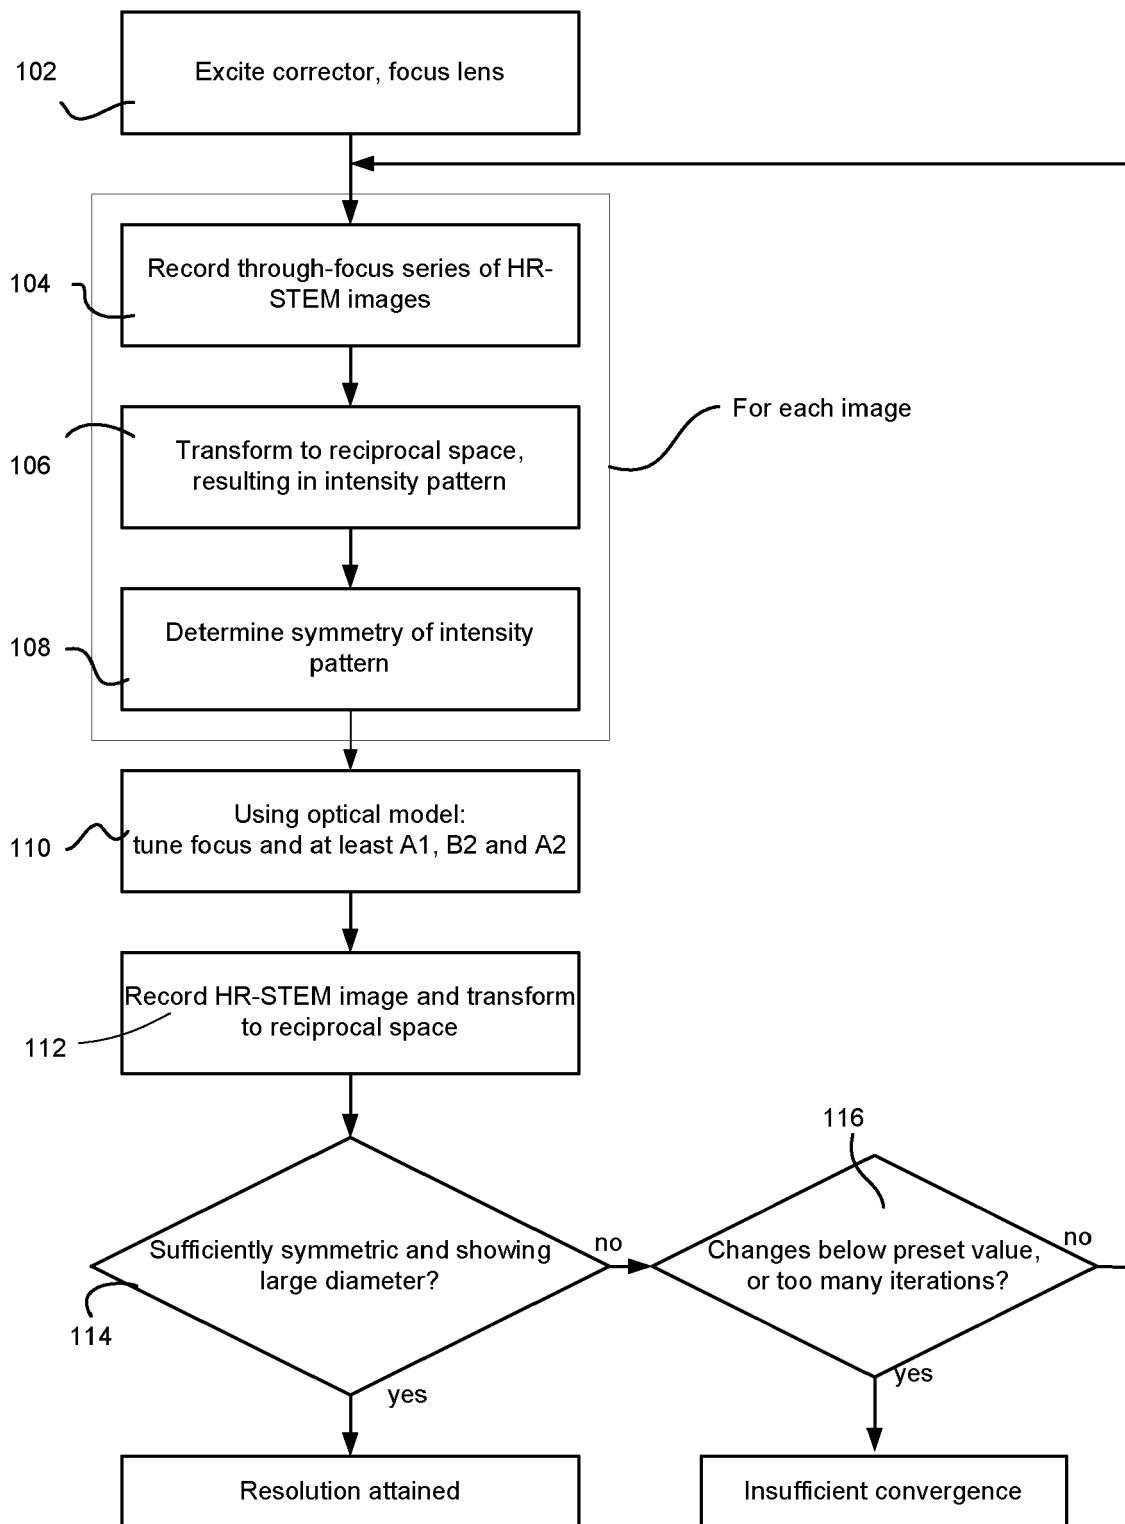 102
Excite corrector, focus lens
104
Record through-focus series of HR-
STEM images
For each image
106
Transform to reciprocal space,
resulting in intensity pattern
108
Determine symmetry of intensity
pattern
110
Using optical model:
tune focus and at least A1, B2 and A2
112
Record HR-STEM image and transform
to reciprocal space
114
Sufficiently symmetric and showing
large diameter?
no
yes
116
Changes below preset value,
or too many iterations?
no
yes
Resolution attained
Insufficient convergence